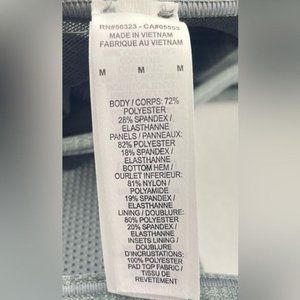 RN#56323 - CA#05553
MADE IN VIETNAM
FABRIQUE AU VIETNAM
M M M
BODY / CORPS: 72%
POLYESTER
28% SPANDEX /
ELASTHANNE
PANELS / PANNEAUX:
82% POLYESTER
18% SPANDEX /
ELASTHANNE
BOTTOM HEM /
OURLET INFERIEUR:
81% NYLON /
POLYAMIDE
19% SPANDEX /
ELASTHANNE
LINING / DOUBLURE:
80% POLYESTER
20% SPANDEX /
ELASTHANNE
INSETS LINING /
DOUBLURE
D'INCRUSTATIONS:
100% POLYESTER
PAD TOP FABRIC /
TISSU DE
REVETEMENT